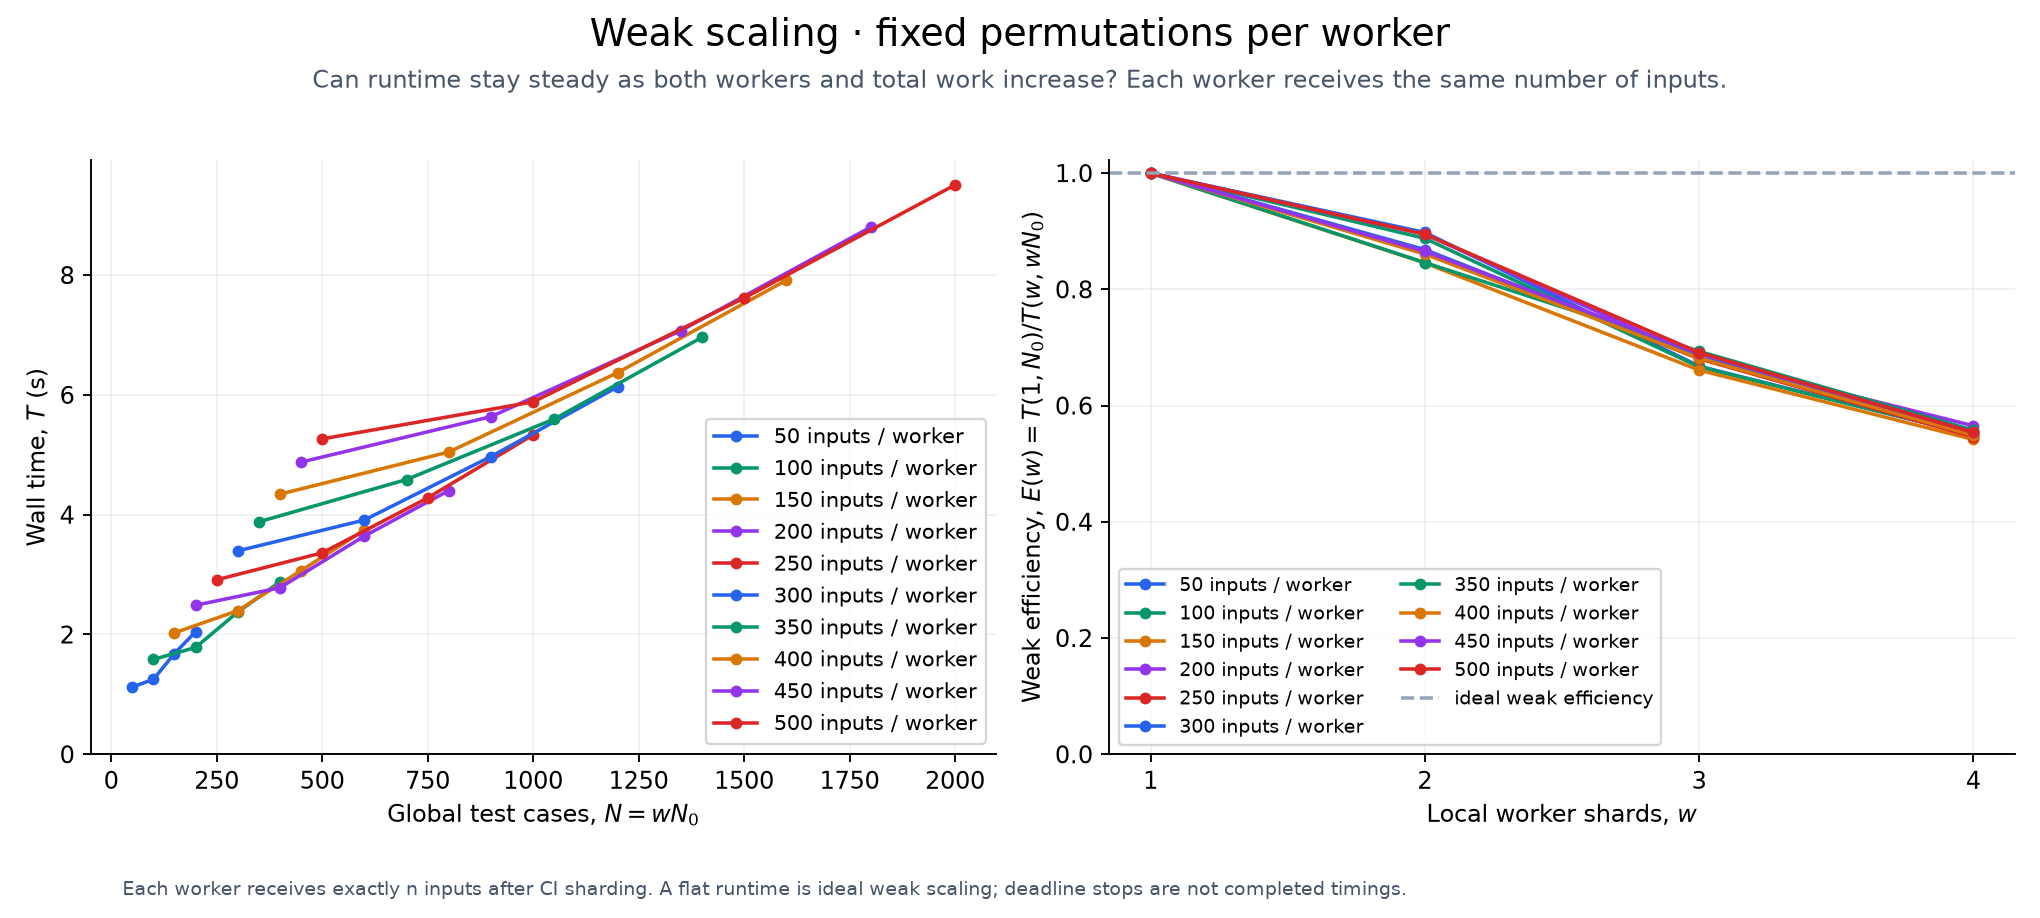 Weak scaling · fixed permutations per worker
Can runtime stay steady as both workers and total work increase? Each worker receives the same number of inputs.
Wall time, T (s)
8
6
4
2
0
0 250 500 750 1000 1250 1500 1750 2000
Global test cases, N = wN₀
50 inputs / worker
100 inputs / worker
150 inputs / worker
200 inputs / worker
250 inputs / worker
300 inputs / worker
350 inputs / worker
400 inputs / worker
450 inputs / worker
500 inputs / worker
Weak efficiency, E(w) = T(1, N₀)/T(w, wN₀)
1.0
0.8
0.6
0.4
0.2
0.0
1 2 3 4
Local worker shards, w
50 inputs / worker
100 inputs / worker
150 inputs / worker
200 inputs / worker
250 inputs / worker
300 inputs / worker
350 inputs / worker
400 inputs / worker
450 inputs / worker
500 inputs / worker
ideal weak efficiency
Each worker receives exactly n inputs after CI sharding. A flat runtime is ideal weak scaling; deadline stops are not completed timings.